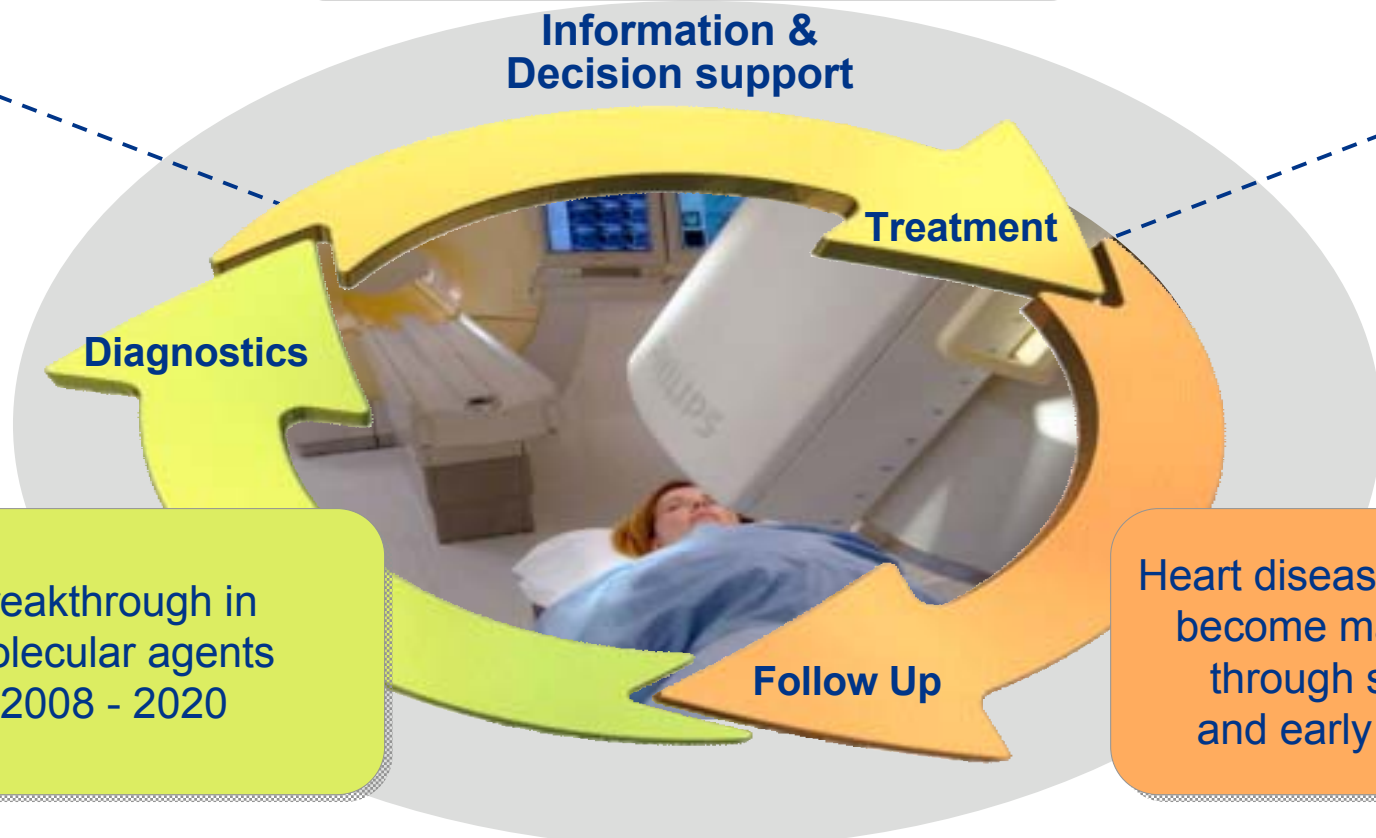 Information &
Decision support
Treatment
Diagnostics
PHILIPS
Follow Up
eakthrough in
olecular agents
2008 - 2020
Heart diseas
become ma
through s
and early